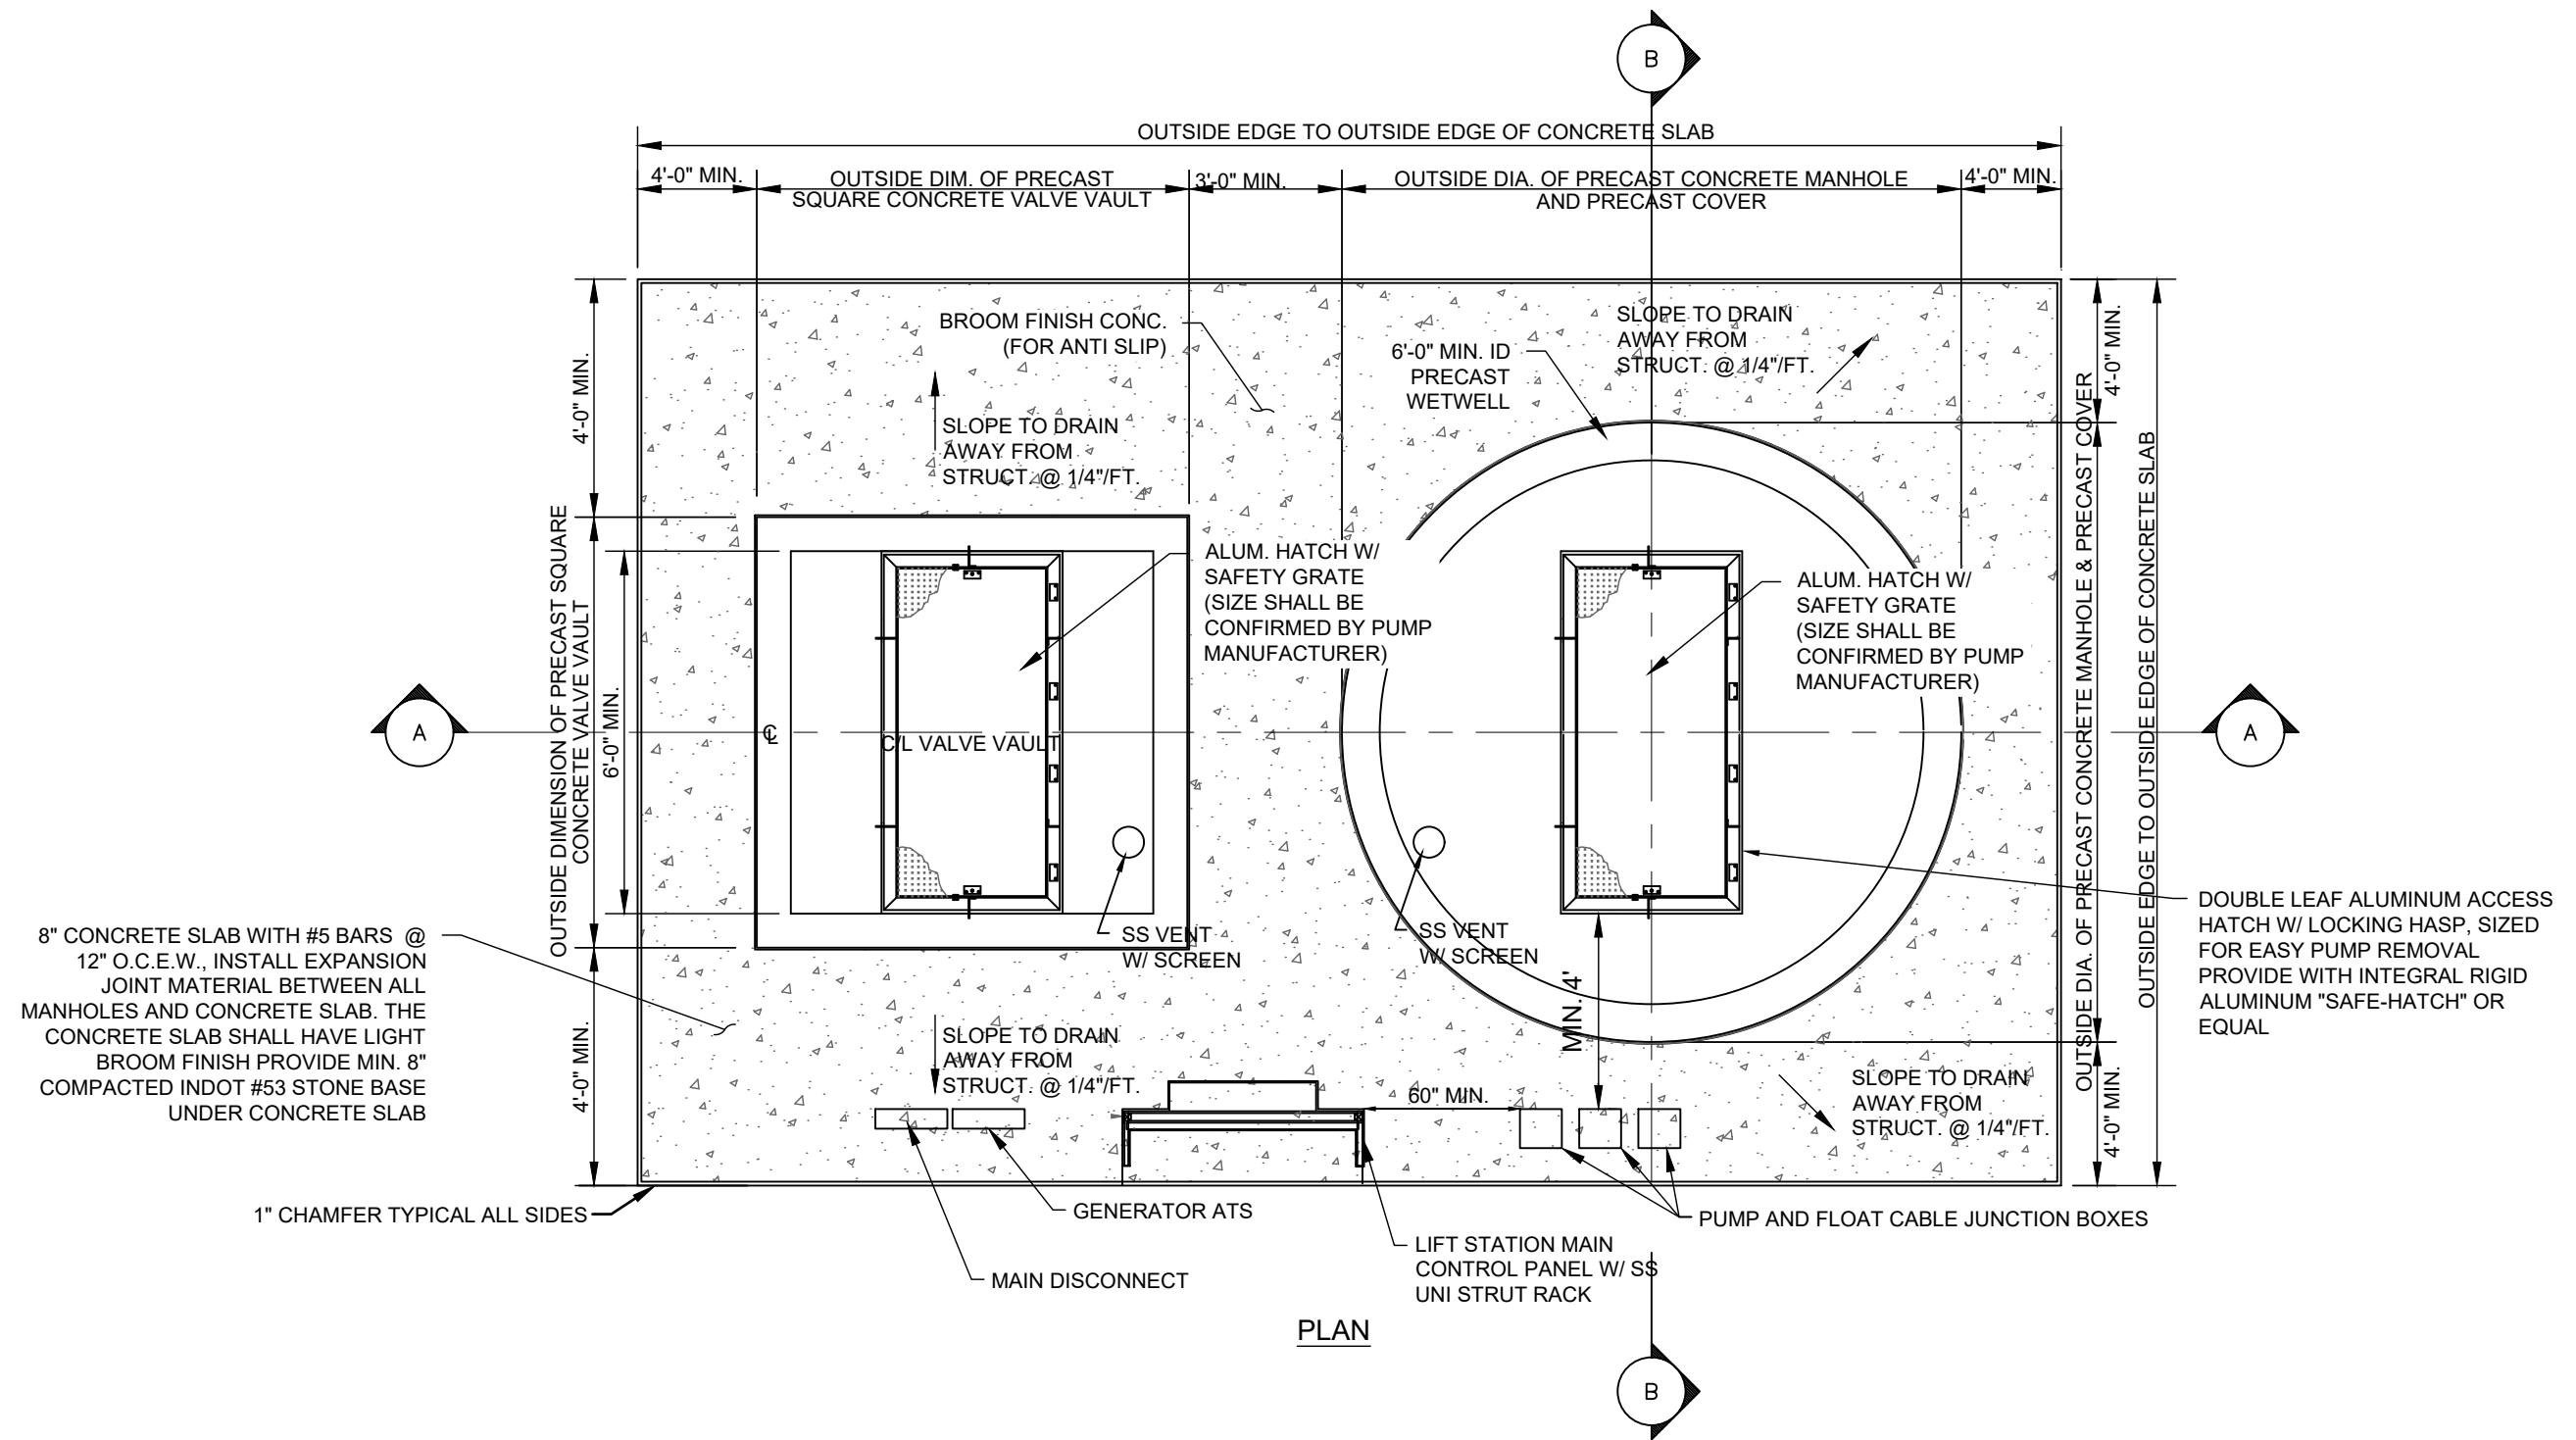 B
OUTSIDE EDGE TO OUTSIDE EDGE OF CONCRETE SLAB
4'-0" MIN.
OUTSIDE DIM. OF PRECAST
SQUARE CONCRETE VALVE VAULT
3'-0" MIN.
OUTSIDE DIA. OF PRECAST CONCRETE MANHOLE
AND PRECAST COVER
4'-0" MIN.
BROOM FINISH CONC.
(FOR ANTI SLIP)
6'-0" MIN. ID
PRECAST
WETWELL
SLOPE TO DRAIN
AWAY FROM
STRUCT. @ 1/4"/FT.
4'-0" MIN.
4'-0" MIN.
SLOPE TO DRAIN
AWAY FROM
STRUCT. @ 1/4"/FT.
OUTSIDE DIMENSION OF PRECAST SQUARE
CONCRETE VALVE VAULT
6'-0" MIN.
ALUM. HATCH W/
SAFETY GRATE
(SIZE SHALL BE
CONFIRMED BY PUMP
MANUFACTURER)
ALUM. HATCH W/
SAFETY GRATE
(SIZE SHALL BE
CONFIRMED BY PUMP
MANUFACTURER)
OUTSIDE DIA. OF PRECAST CONCRETE MANHOLE & PRECAST COVER
OUTSIDE EDGE TO OUTSIDE EDGE OF CONCRETE SLAB
A
℄
C/L VALVE VAULT
A
SS VENT
W/ SCREEN
SS VENT
W/ SCREEN
MIN. 4'
DOUBLE LEAF ALUMINUM ACCESS
HATCH W/ LOCKING HASP, SIZED
FOR EASY PUMP REMOVAL
PROVIDE WITH INTEGRAL RIGID
ALUMINUM "SAFE-HATCH" OR
EQUAL
8" CONCRETE SLAB WITH #5 BARS @
12" O.C.E.W., INSTALL EXPANSION
JOINT MATERIAL BETWEEN ALL
MANHOLES AND CONCRETE SLAB. THE
CONCRETE SLAB SHALL HAVE LIGHT
BROOM FINISH PROVIDE MIN. 8"
COMPACTED INDOT #53 STONE BASE
UNDER CONCRETE SLAB
4'-0" MIN.
SLOPE TO DRAIN
AWAY FROM
STRUCT. @ 1/4"/FT.
60" MIN.
SLOPE TO DRAIN
AWAY FROM
STRUCT. @ 1/4"/FT.
4'-0" MIN.
1" CHAMFER TYPICAL ALL SIDES
GENERATOR ATS
PUMP AND FLOAT CABLE JUNCTION BOXES
MAIN DISCONNECT
LIFT STATION MAIN
CONTROL PANEL W/ SS
UNI STRUT RACK
PLAN
B